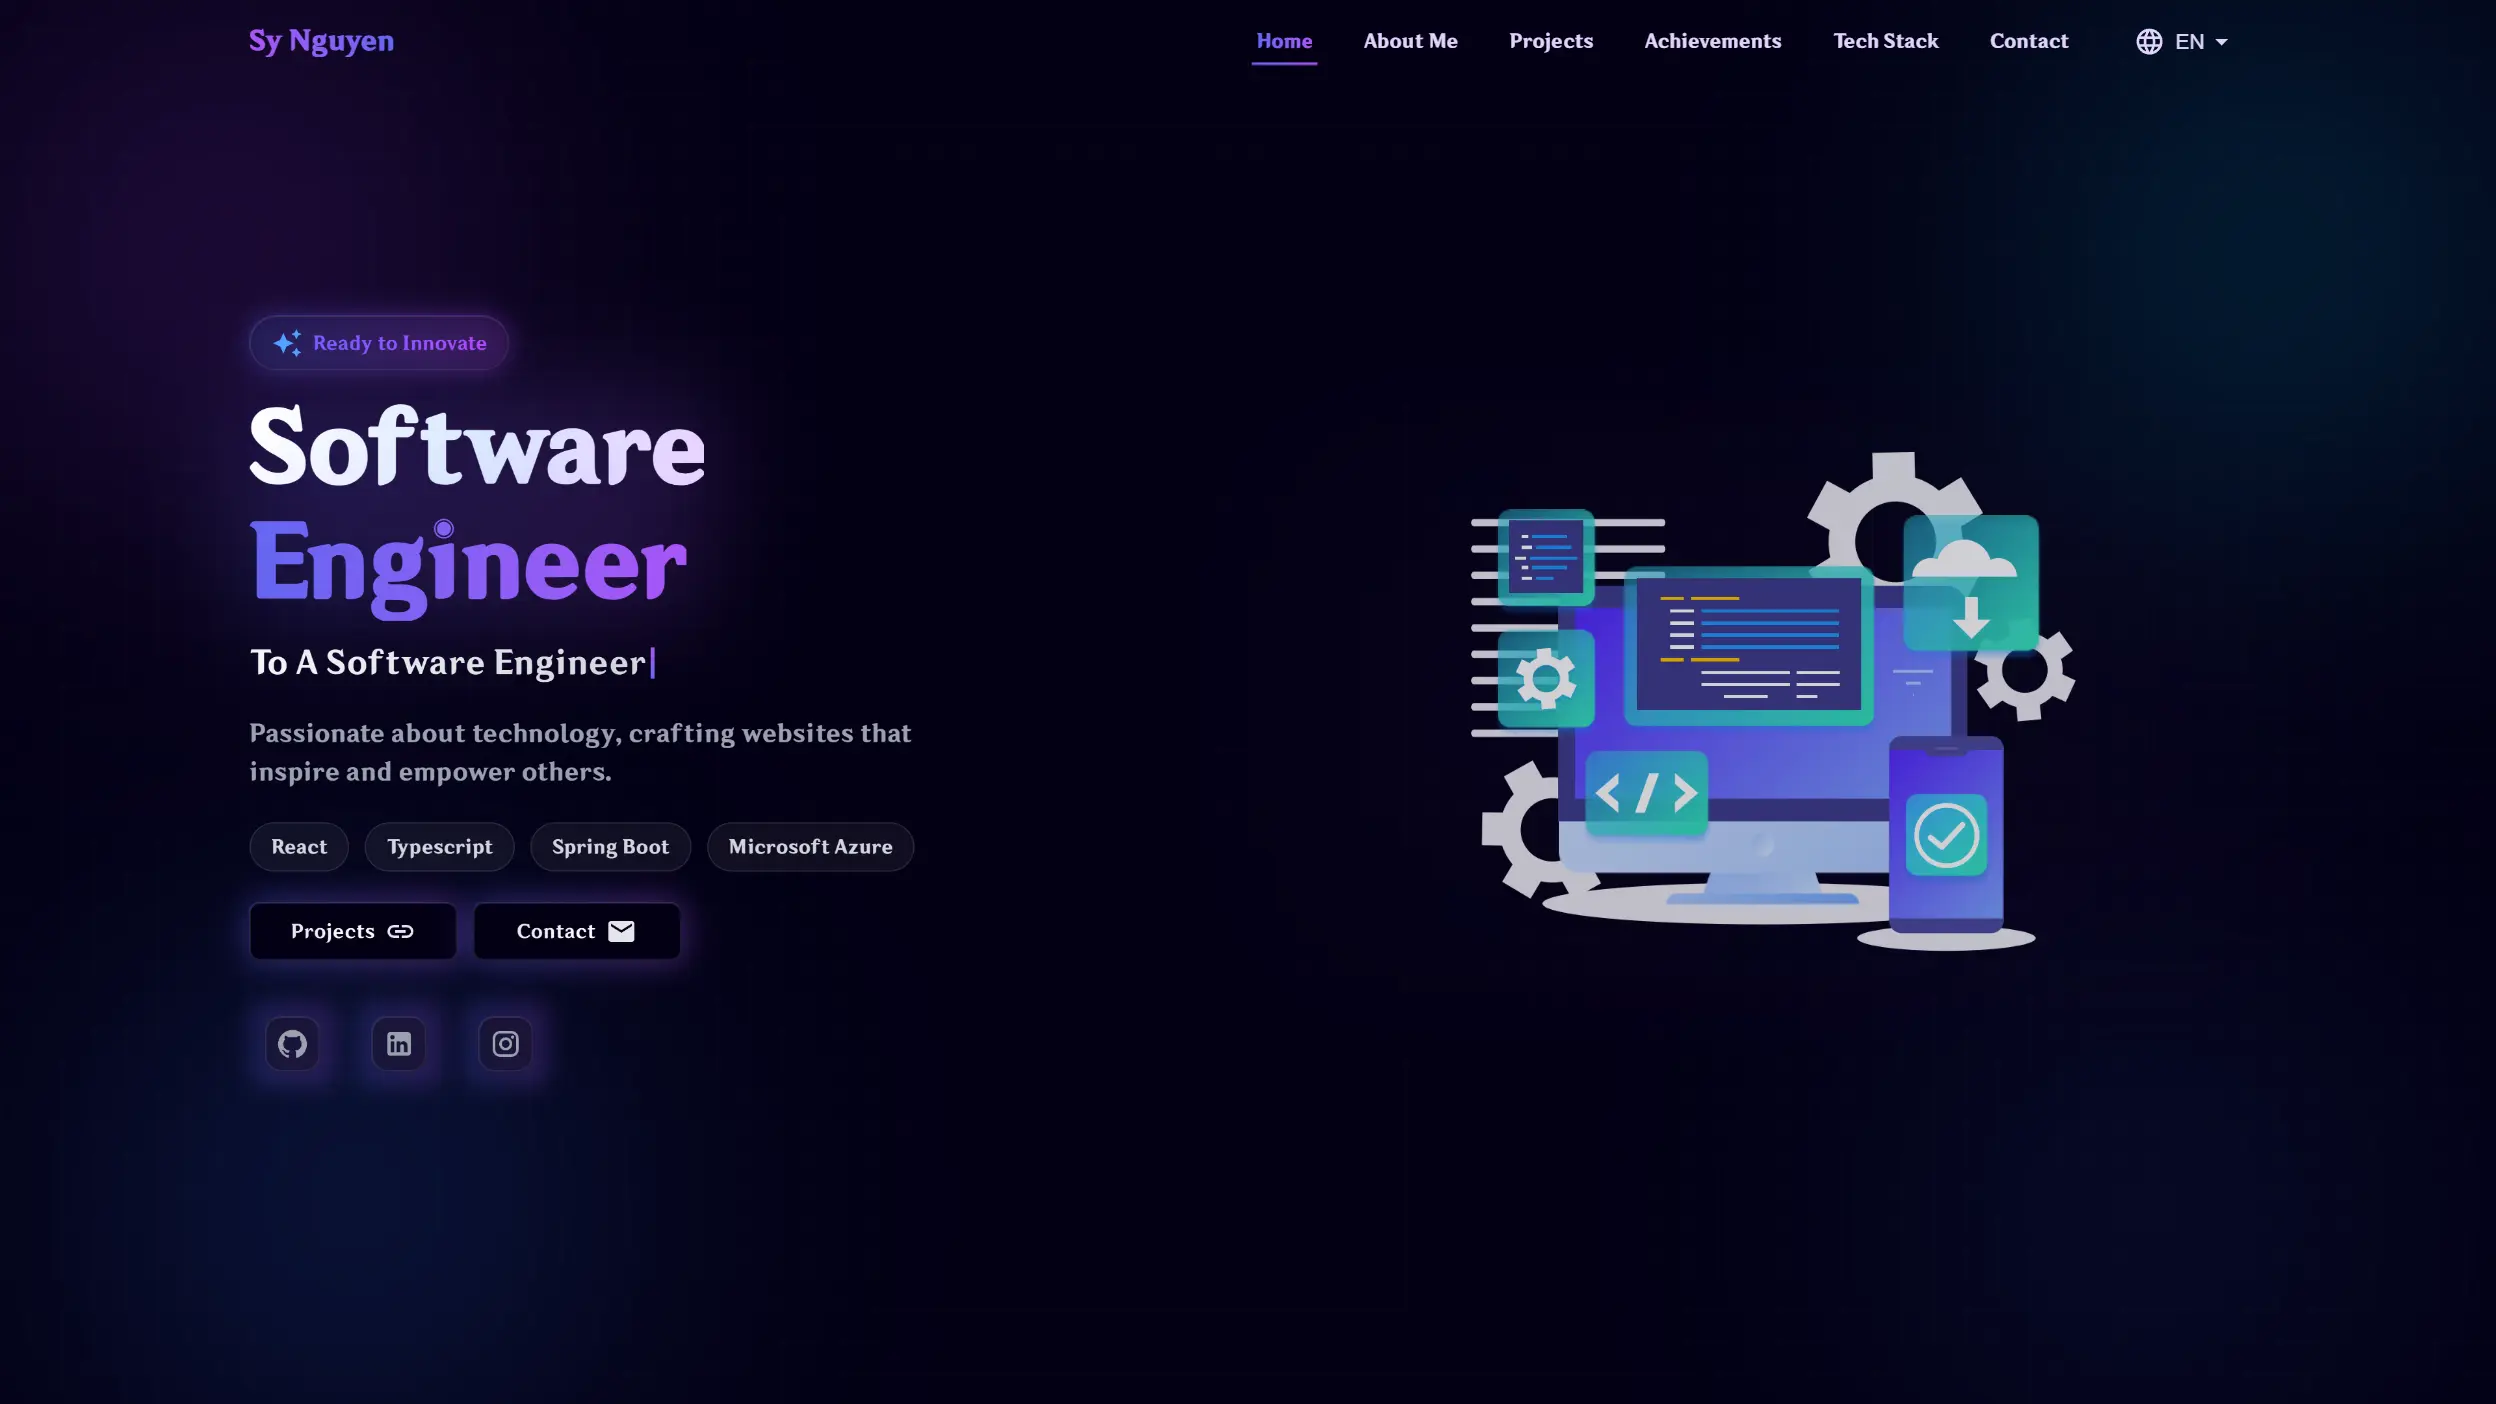 Sy Nguyen
Home
About Me
Projects
Achievements
Tech Stack
Contact
EN
Ready to Innovate
Software
Engineer
To A Software Engineer|
Passionate about technology, crafting websites that
inspire and empower others.
React
Typescript
Spring Boot
Microsoft Azure
Projects
Contact